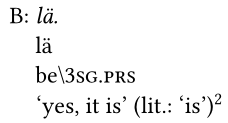 B: lä.
lä
be\3SG.PRS
‘yes, it is’ (lit.: ‘is’)²